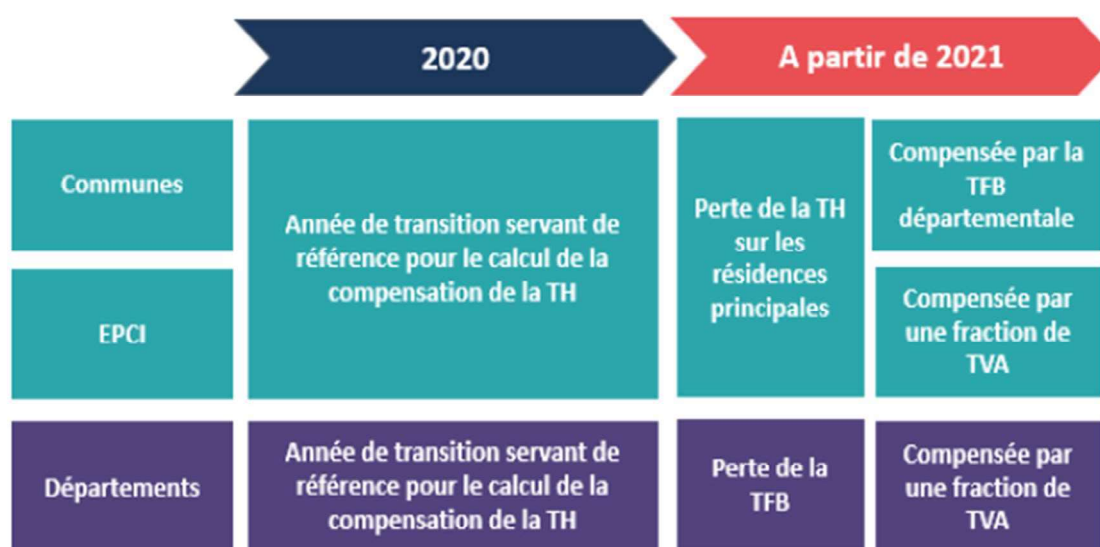 2020
A partir de 2021
Communes
Année de transition servant de
référence pour le calcul de la
compensation de la TH
Perte de la TH
sur les
résidences
principales
Compensée par la
TFB
départementale
EPCI
Compensée par
une fraction de
TVA
Départements
Année de transition servant de
référence pour le calcul de la
compensation de la TH
Perte de la
TFB
Compensée par
une fraction de
TVA